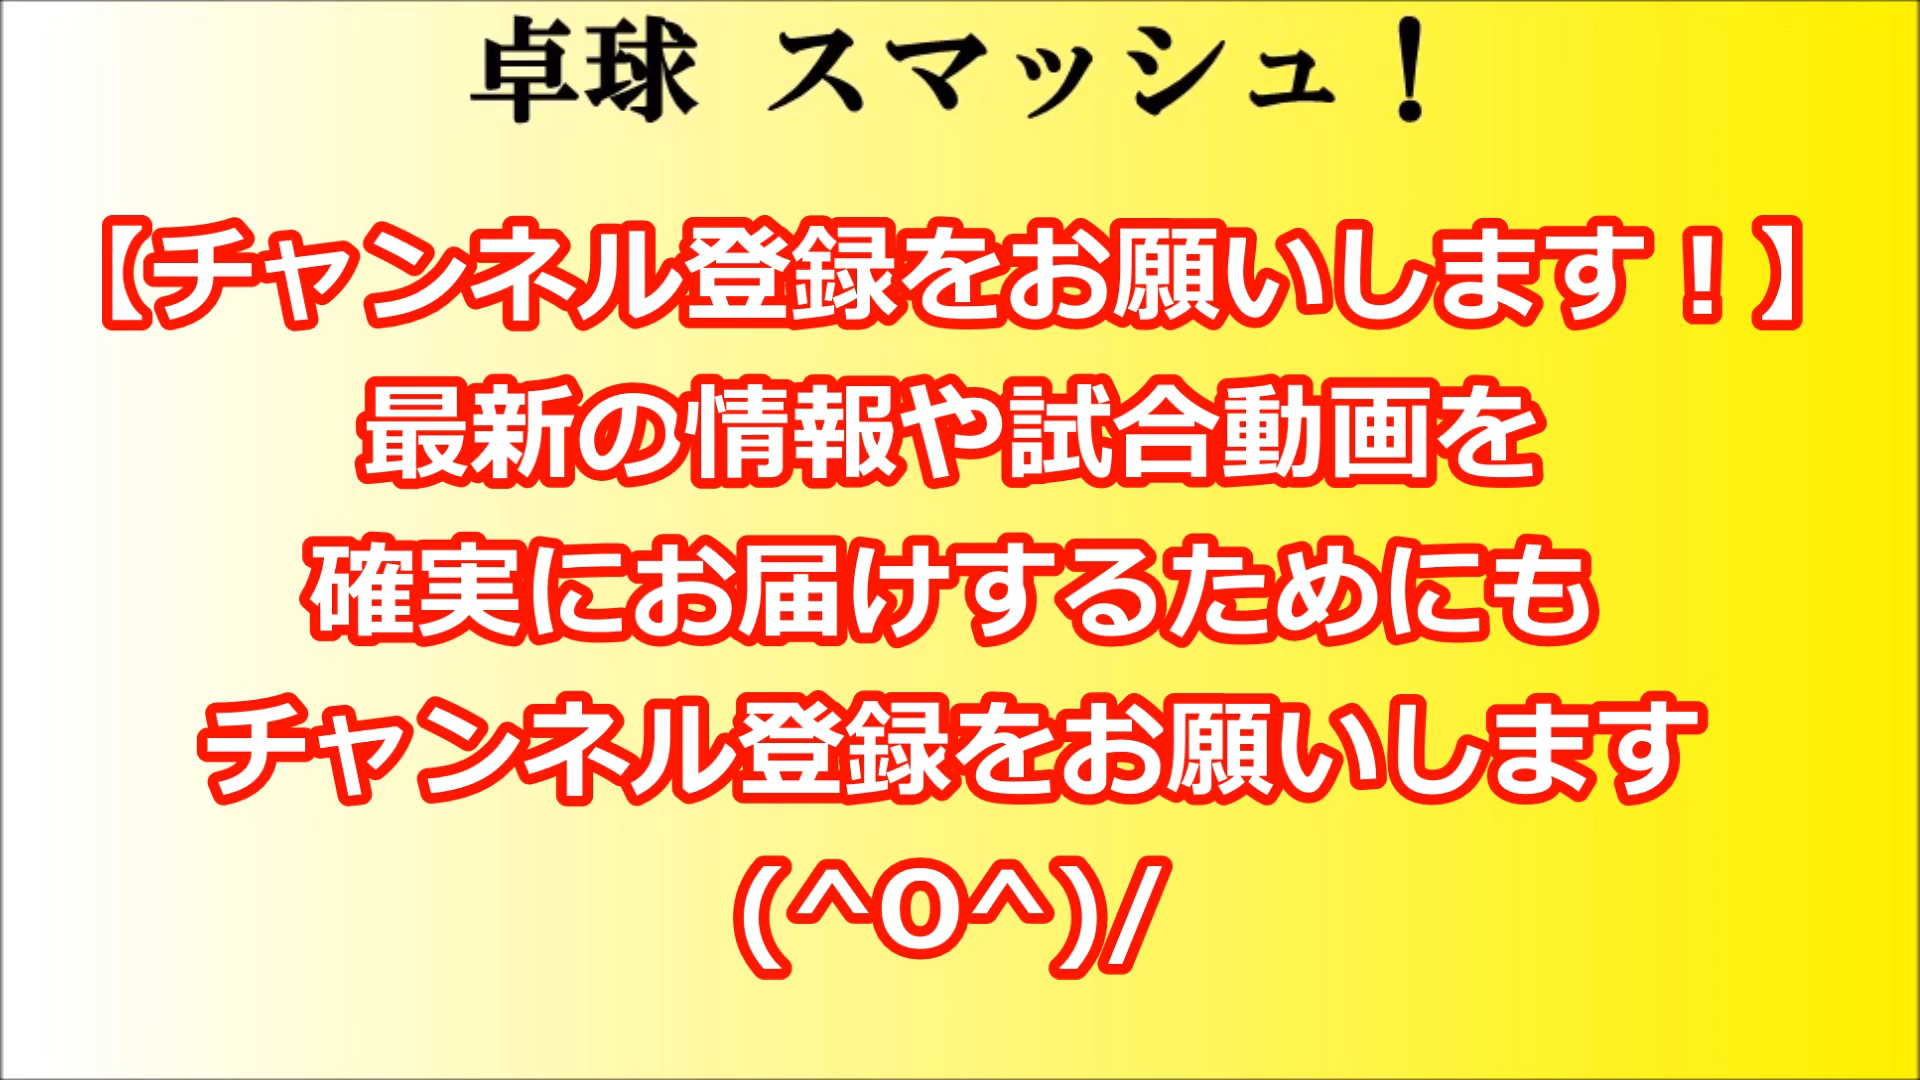 卓球 スマッシュ！
【チャンネル登録をお願いします！】
最新の情報や試合動画を
確実にお届けするためにも
チャンネル登録をお願いします
(^O^)/